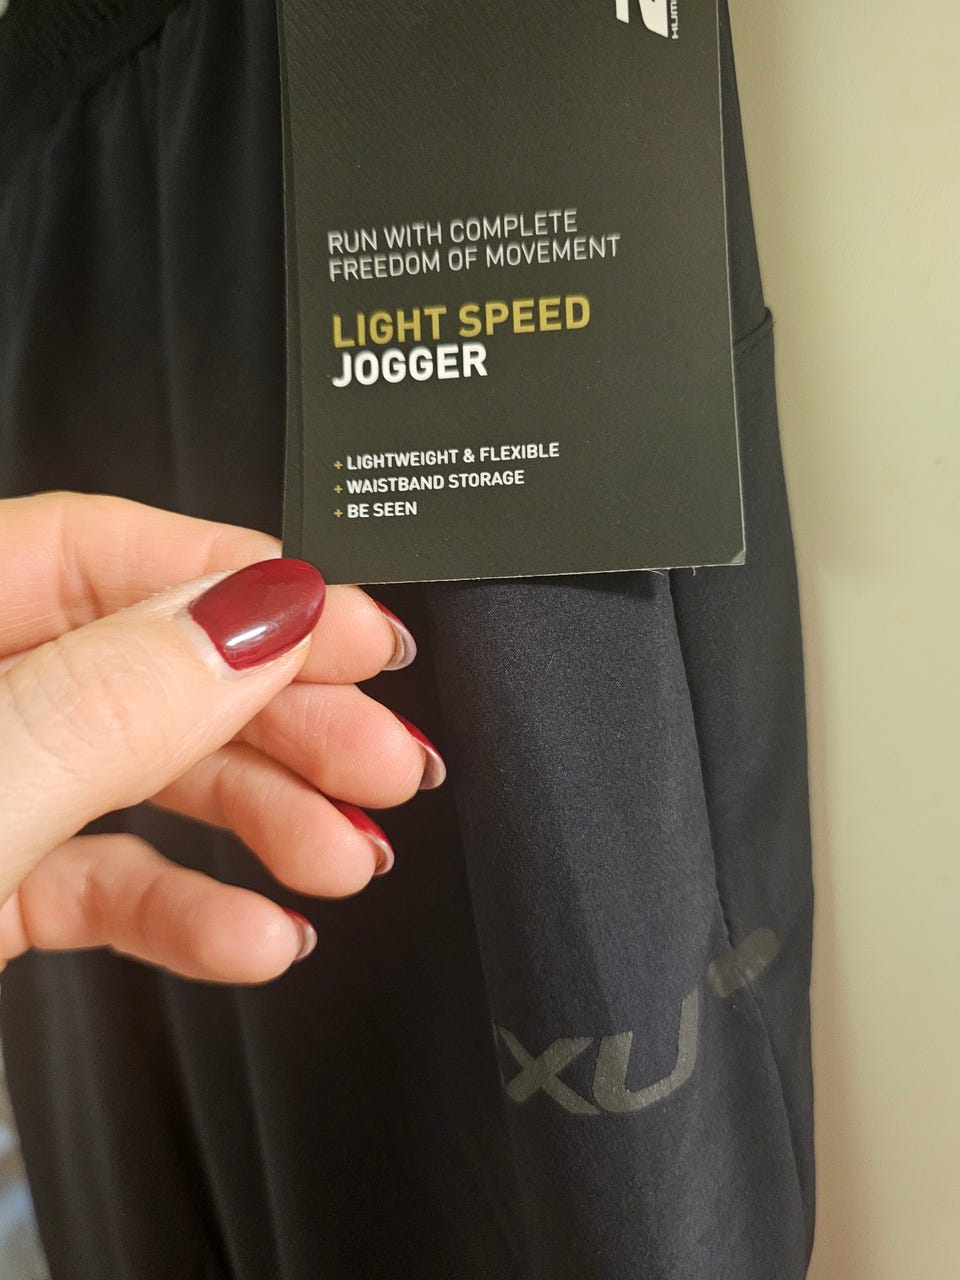 RUN WITH COMPLETE
FREEDOM OF MOVEMENT
LIGHT SPEED
JOGGER
+ LIGHTWEIGHT & FLEXIBLE
+ WAISTBAND STORAGE
+ BE SEEN
XU